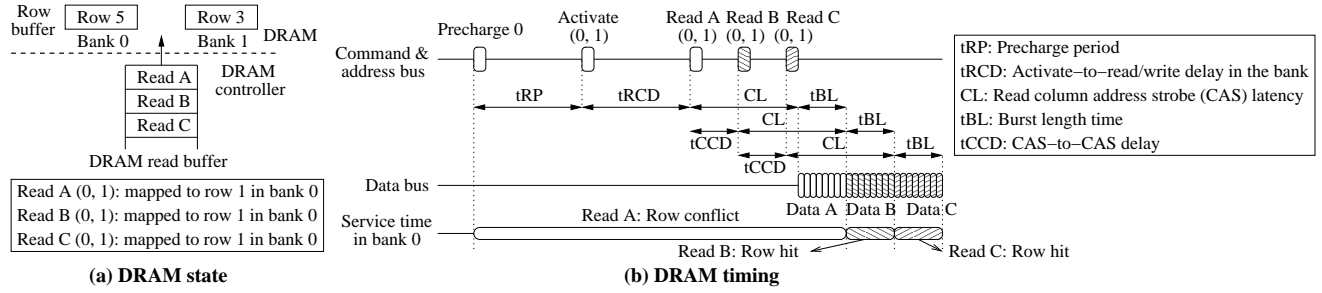 Row
buffer
Row 5
Row 3
Bank 0
Bank 1
DRAM
DRAM
controller
Read A
Read B
Read C
DRAM read buffer
Read A (0, 1): mapped to row 1 in bank 0
Read B (0, 1): mapped to row 1 in bank 0
Read C (0, 1): mapped to row 1 in bank 0
(a) DRAM state
Precharge 0
Activate
(0, 1)
Read A
(0, 1)
Read B
(0, 1)
Read C
(0, 1)
Command &
address bus
tRP
tRCD
CL
tBL
tCCD
CL
tBL
tCCD
CL
tBL
Data bus
Data A
Data B
Data C
Service time
in bank 0
Read A: Row conflict
Read B: Row hit
Read C: Row hit
(b) DRAM timing
tRP: Precharge period
tRCD: Activate−to−read/write delay in the bank
CL: Read column address strobe (CAS) latency
tBL: Burst length time
tCCD: CAS−to−CAS delay